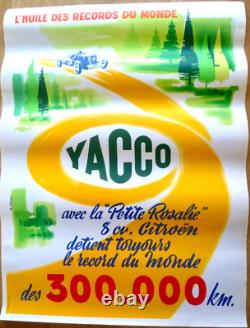 L'HUILE DES RECORDS DU MONDE
YACCO
avec la "Petite Rosalie"
8 cv. Citroën
détient toujours
le record du Monde
des 300.000 km.